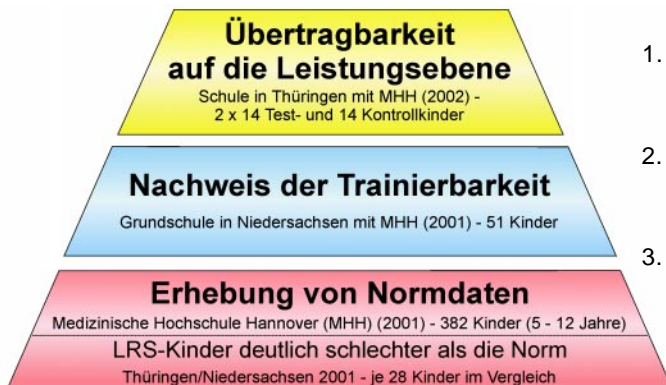 Übertragbarkeit
auf die Leistungsebene
Schule in Thüringen mit MHH (2002) -
2 x 14 Test- und 14 Kontrollkinder
1.
Nachweis der Trainierbarkeit
Grundschule in Niedersachsen mit MHH (2001) - 51 Kinder
2.
3.
Erhebung von Normdaten
Medizinische Hochschule Hannover (MHH) (2001) - 382 Kinder (5 - 12 Jahre)
LRS-Kinder deutlich schlechter als die Norm
Thüringen/Niedersachsen 2001 - je 28 Kinder im Vergleich